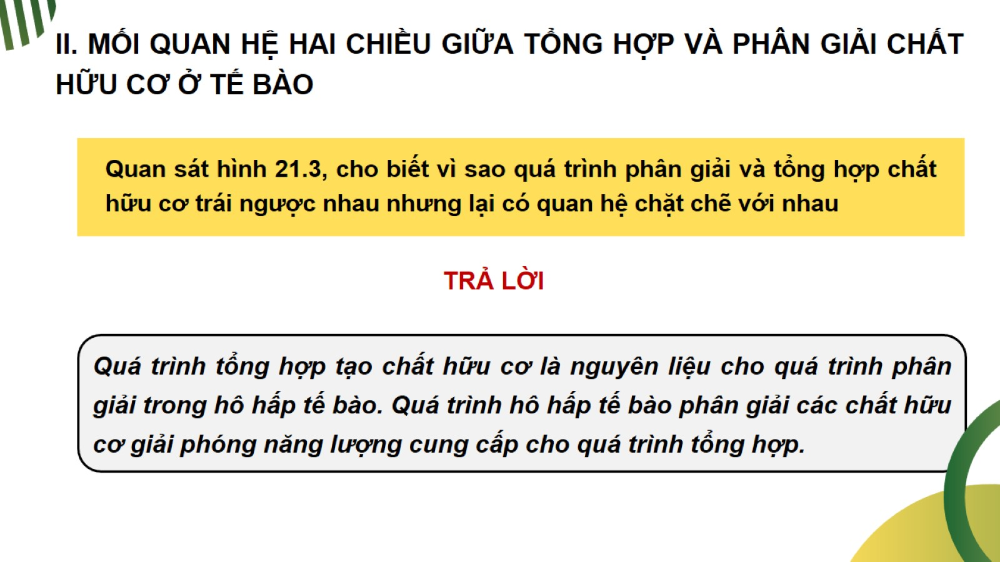 II. MỐI QUAN HỆ HAI CHIỀU GIỮA TỔNG HỢP VÀ PHÂN GIẢI CHẤT
HỮU CƠ Ở TẾ BÀO
Quan sát hình 21.3, cho biết vì sao quá trình phân giải và tổng hợp chất
hữu cơ trái ngược nhau nhưng lại có quan hệ chặt chẽ với nhau
TRẢ LỜI
Quá trình tổng hợp tạo chất hữu cơ là nguyên liệu cho quá trình phân
giải trong hô hấp tế bào. Quá trình hô hấp tế bào phân giải các chất hữu
cơ giải phóng năng lượng cung cấp cho quá trình tổng hợp.